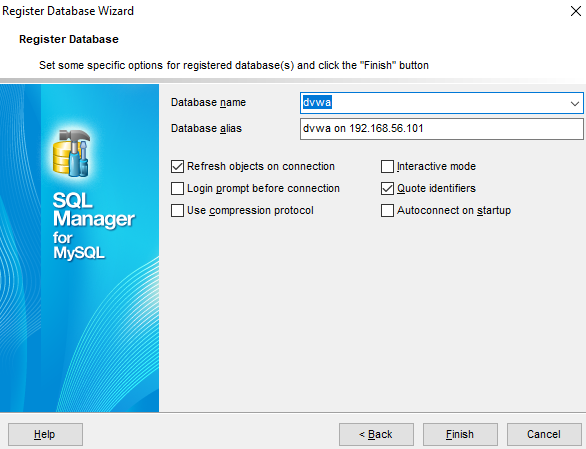 Register Database Wizard
Register Database
Set some specific options for registered database(s) and click the "Finish" button
Database name
dvwa
Database alias
dvwa on 192.168.56.101
Refresh objects on connection
Interactive mode
Login prompt before connection
Quote identifiers
Use compression protocol
Autoconnect on startup
SQL
Manager
for
MySQL
Help
< Back
Finish
Cancel